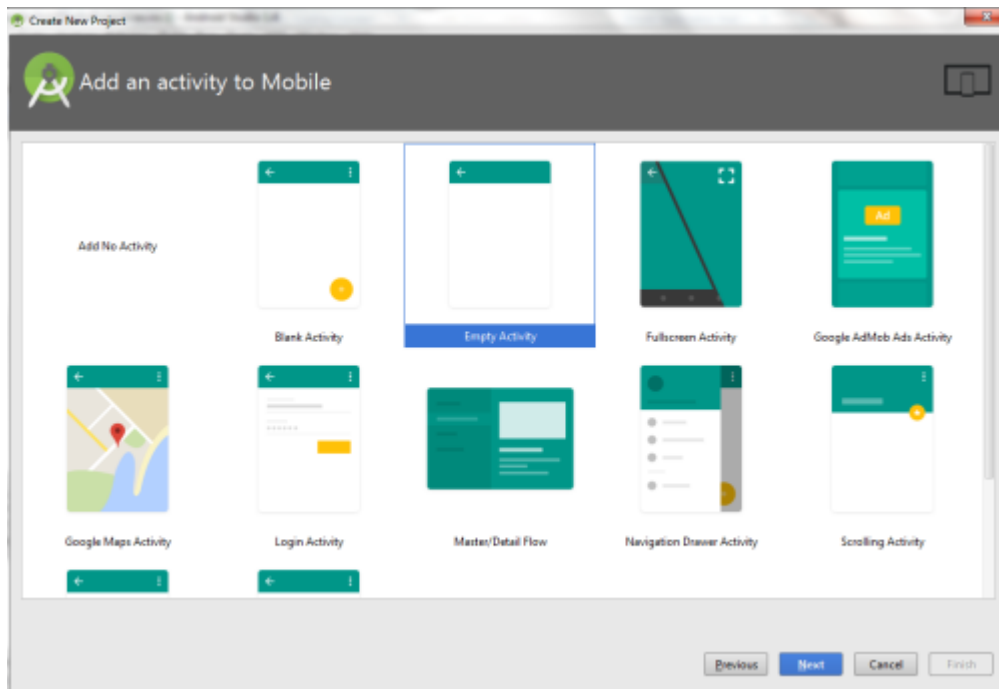 Create New Project
Add an activity to Mobile
Ad
Add No Activity
Blank Activity
Empty Activity
Fullscreen Activity
Google AdMob Ads Activity
Google Maps Activity
Login Activity
Master/Detail Flow
Navigation Drawer Activity
Scrolling Activity
Previous
Next
Cancel
Finish